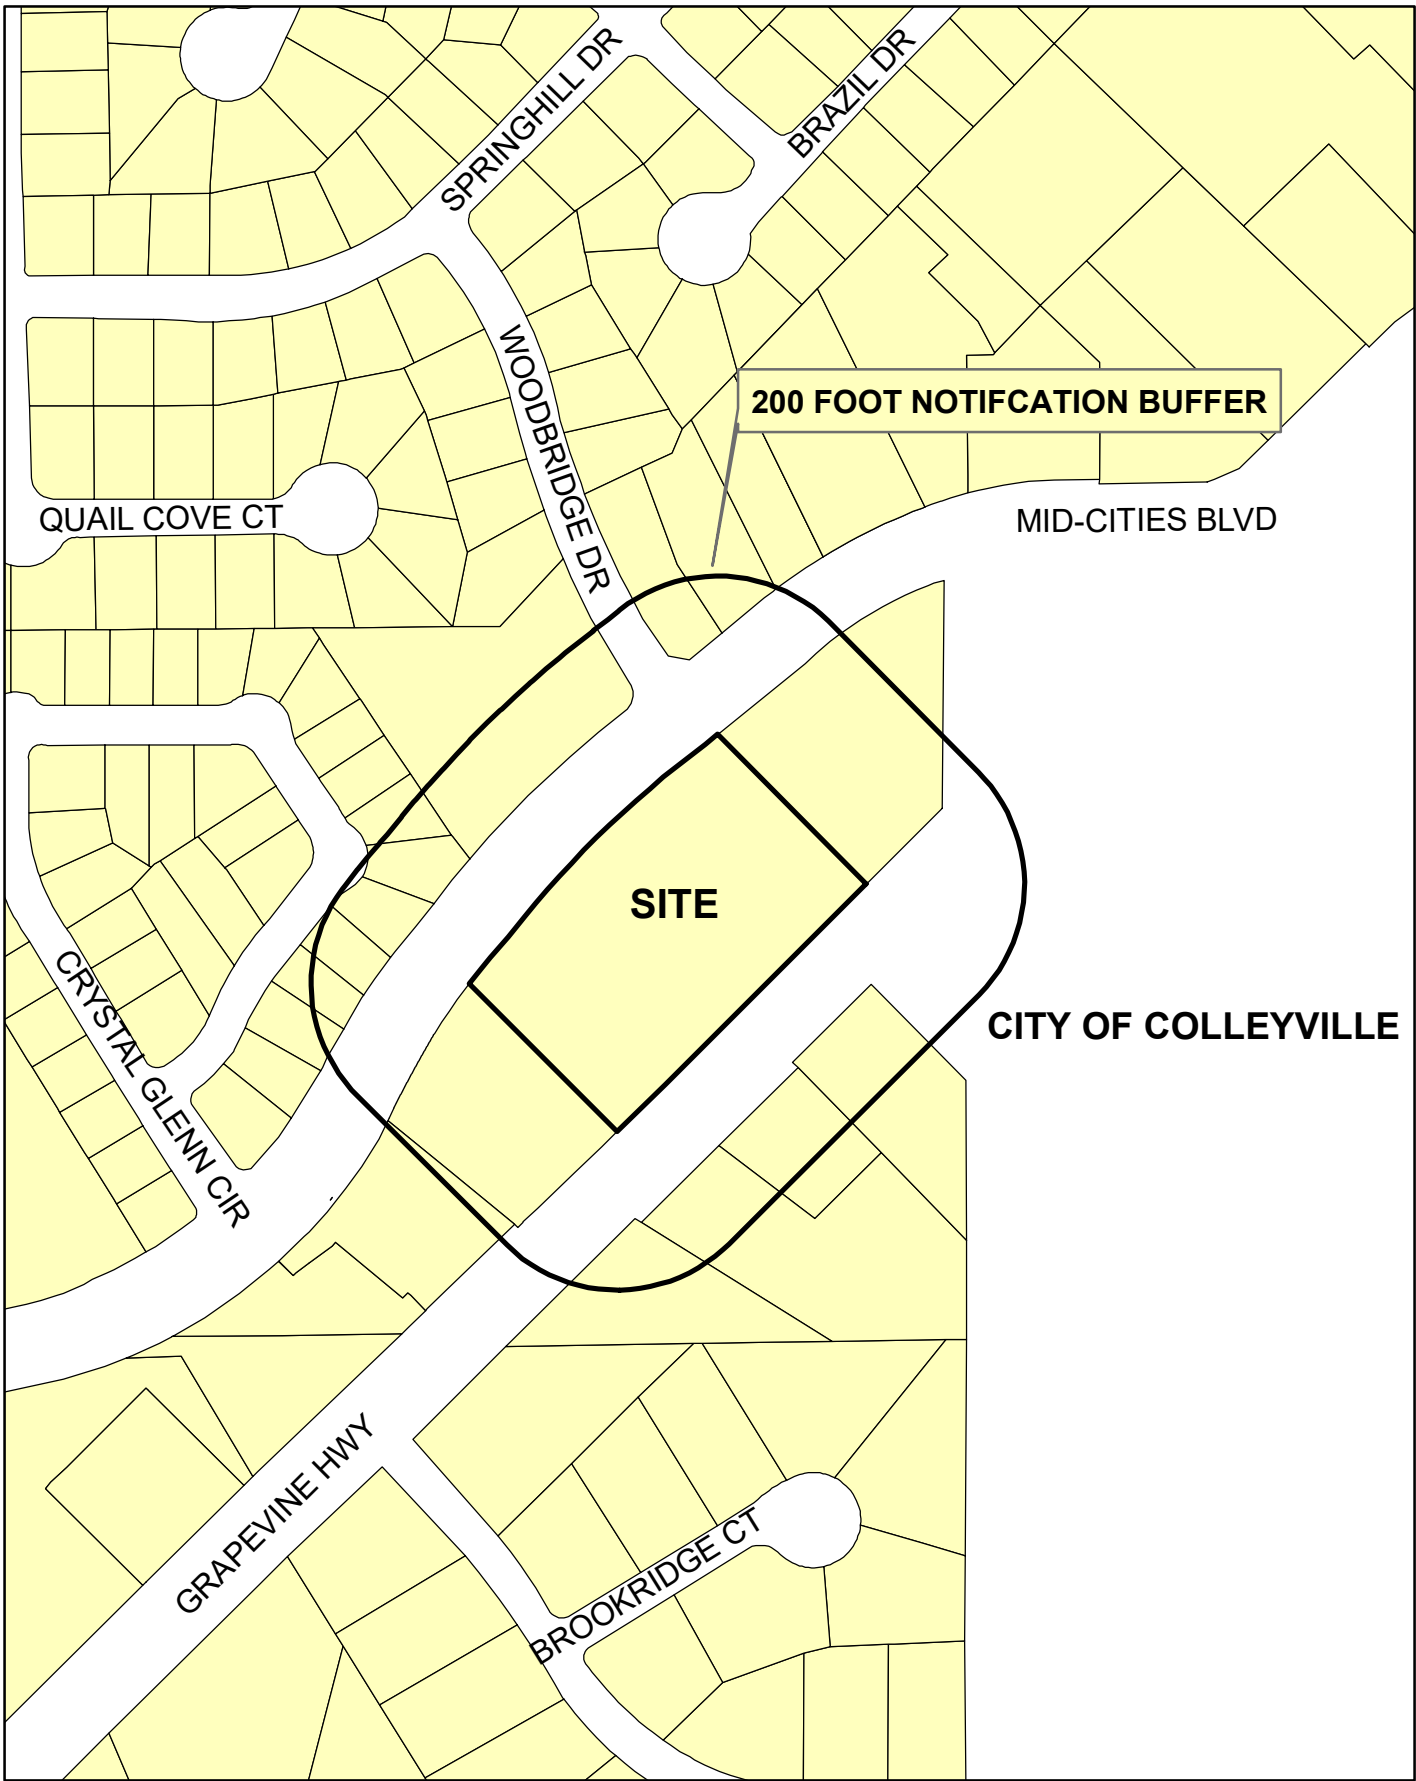 SPRINGHILL DR
BRAZIL DR
WOODBRIDGE DR
200 FOOT NOTIFCATION BUFFER
QUAIL COVE CT
MID-CITIES BLVD
SITE
CRYSTAL GLENN CIR
CITY OF COLLEYVILLE
GRAPEVINE HWY
BROOKRIDGE CT